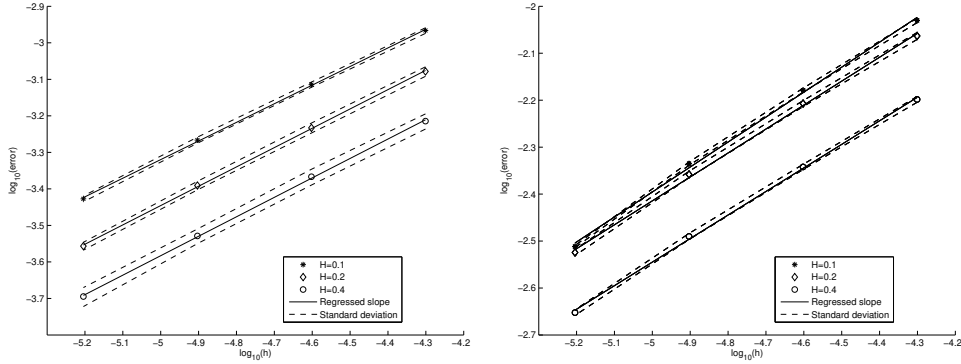 −2.9
−3
−3.1
−3.2
−3.3
−3.4
−3.5
−3.6
−3.7
log10(error)
H=0.1
H=0.2
H=0.4
Regressed slope
Standard deviation
−5.2 −5.1 −5 −4.9 −4.8 −4.7 −4.6 −4.5 −4.4 −4.3 −4.2
log10(h)
−2
−2.1
−2.2
−2.3
−2.4
−2.5
−2.6
−2.7
log10(error)
H=0.1
H=0.2
H=0.4
Regressed slope
Standard deviation
−5.2 −5.1 −5 −4.9 −4.8 −4.7 −4.6 −4.5 −4.4 −4.3 −4.2
log10(h)